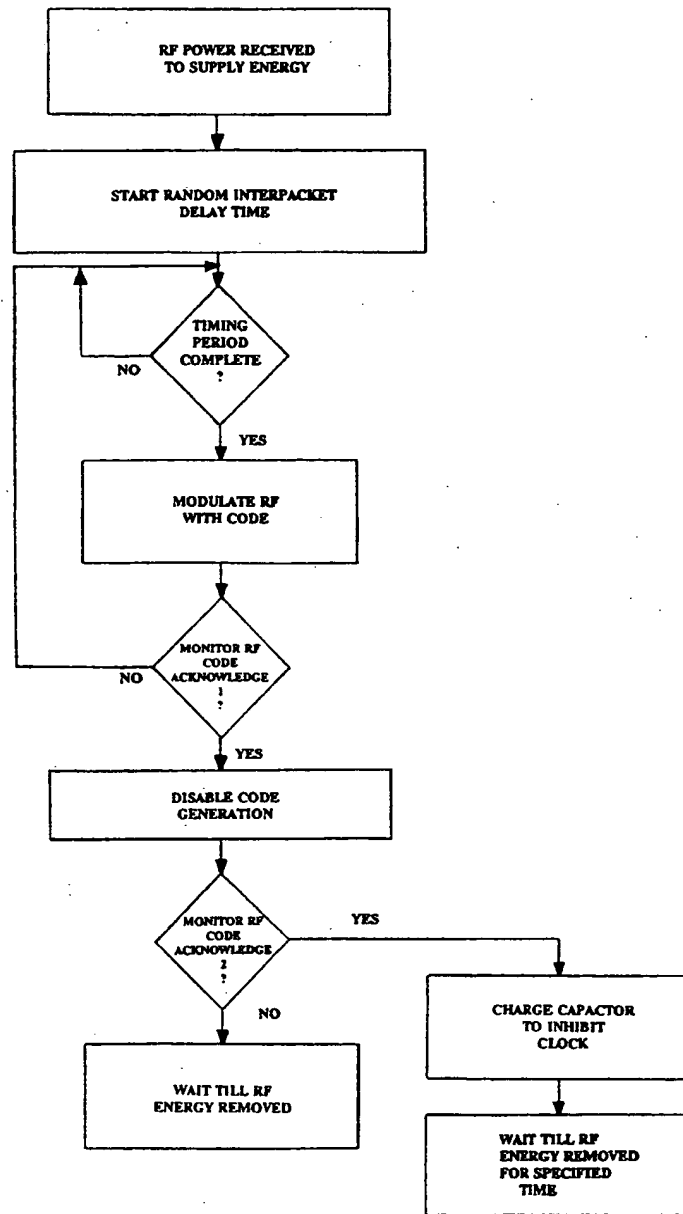 RF POWER RECEIVED
TO SUPPLY ENERGY
START RANDOM INTERPACKET
DELAY TIME
TIMING
PERIOD
COMPLETE
?
NO
YES
MODULATE RF
WITH CODE
MONITOR RF
CODE
ACKNOWLEDGE
1
?
NO
YES
DISABLE CODE
GENERATION
MONITOR RF
CODE
ACKNOWLEDGE
2
?
YES
NO
CHARGE CAPACTOR
TO INHIBIT
CLOCK
WAIT TILL RF
ENERGY REMOVED
WAIT TILL RF
ENERGY REMOVED
FOR SPECIFIED
TIME